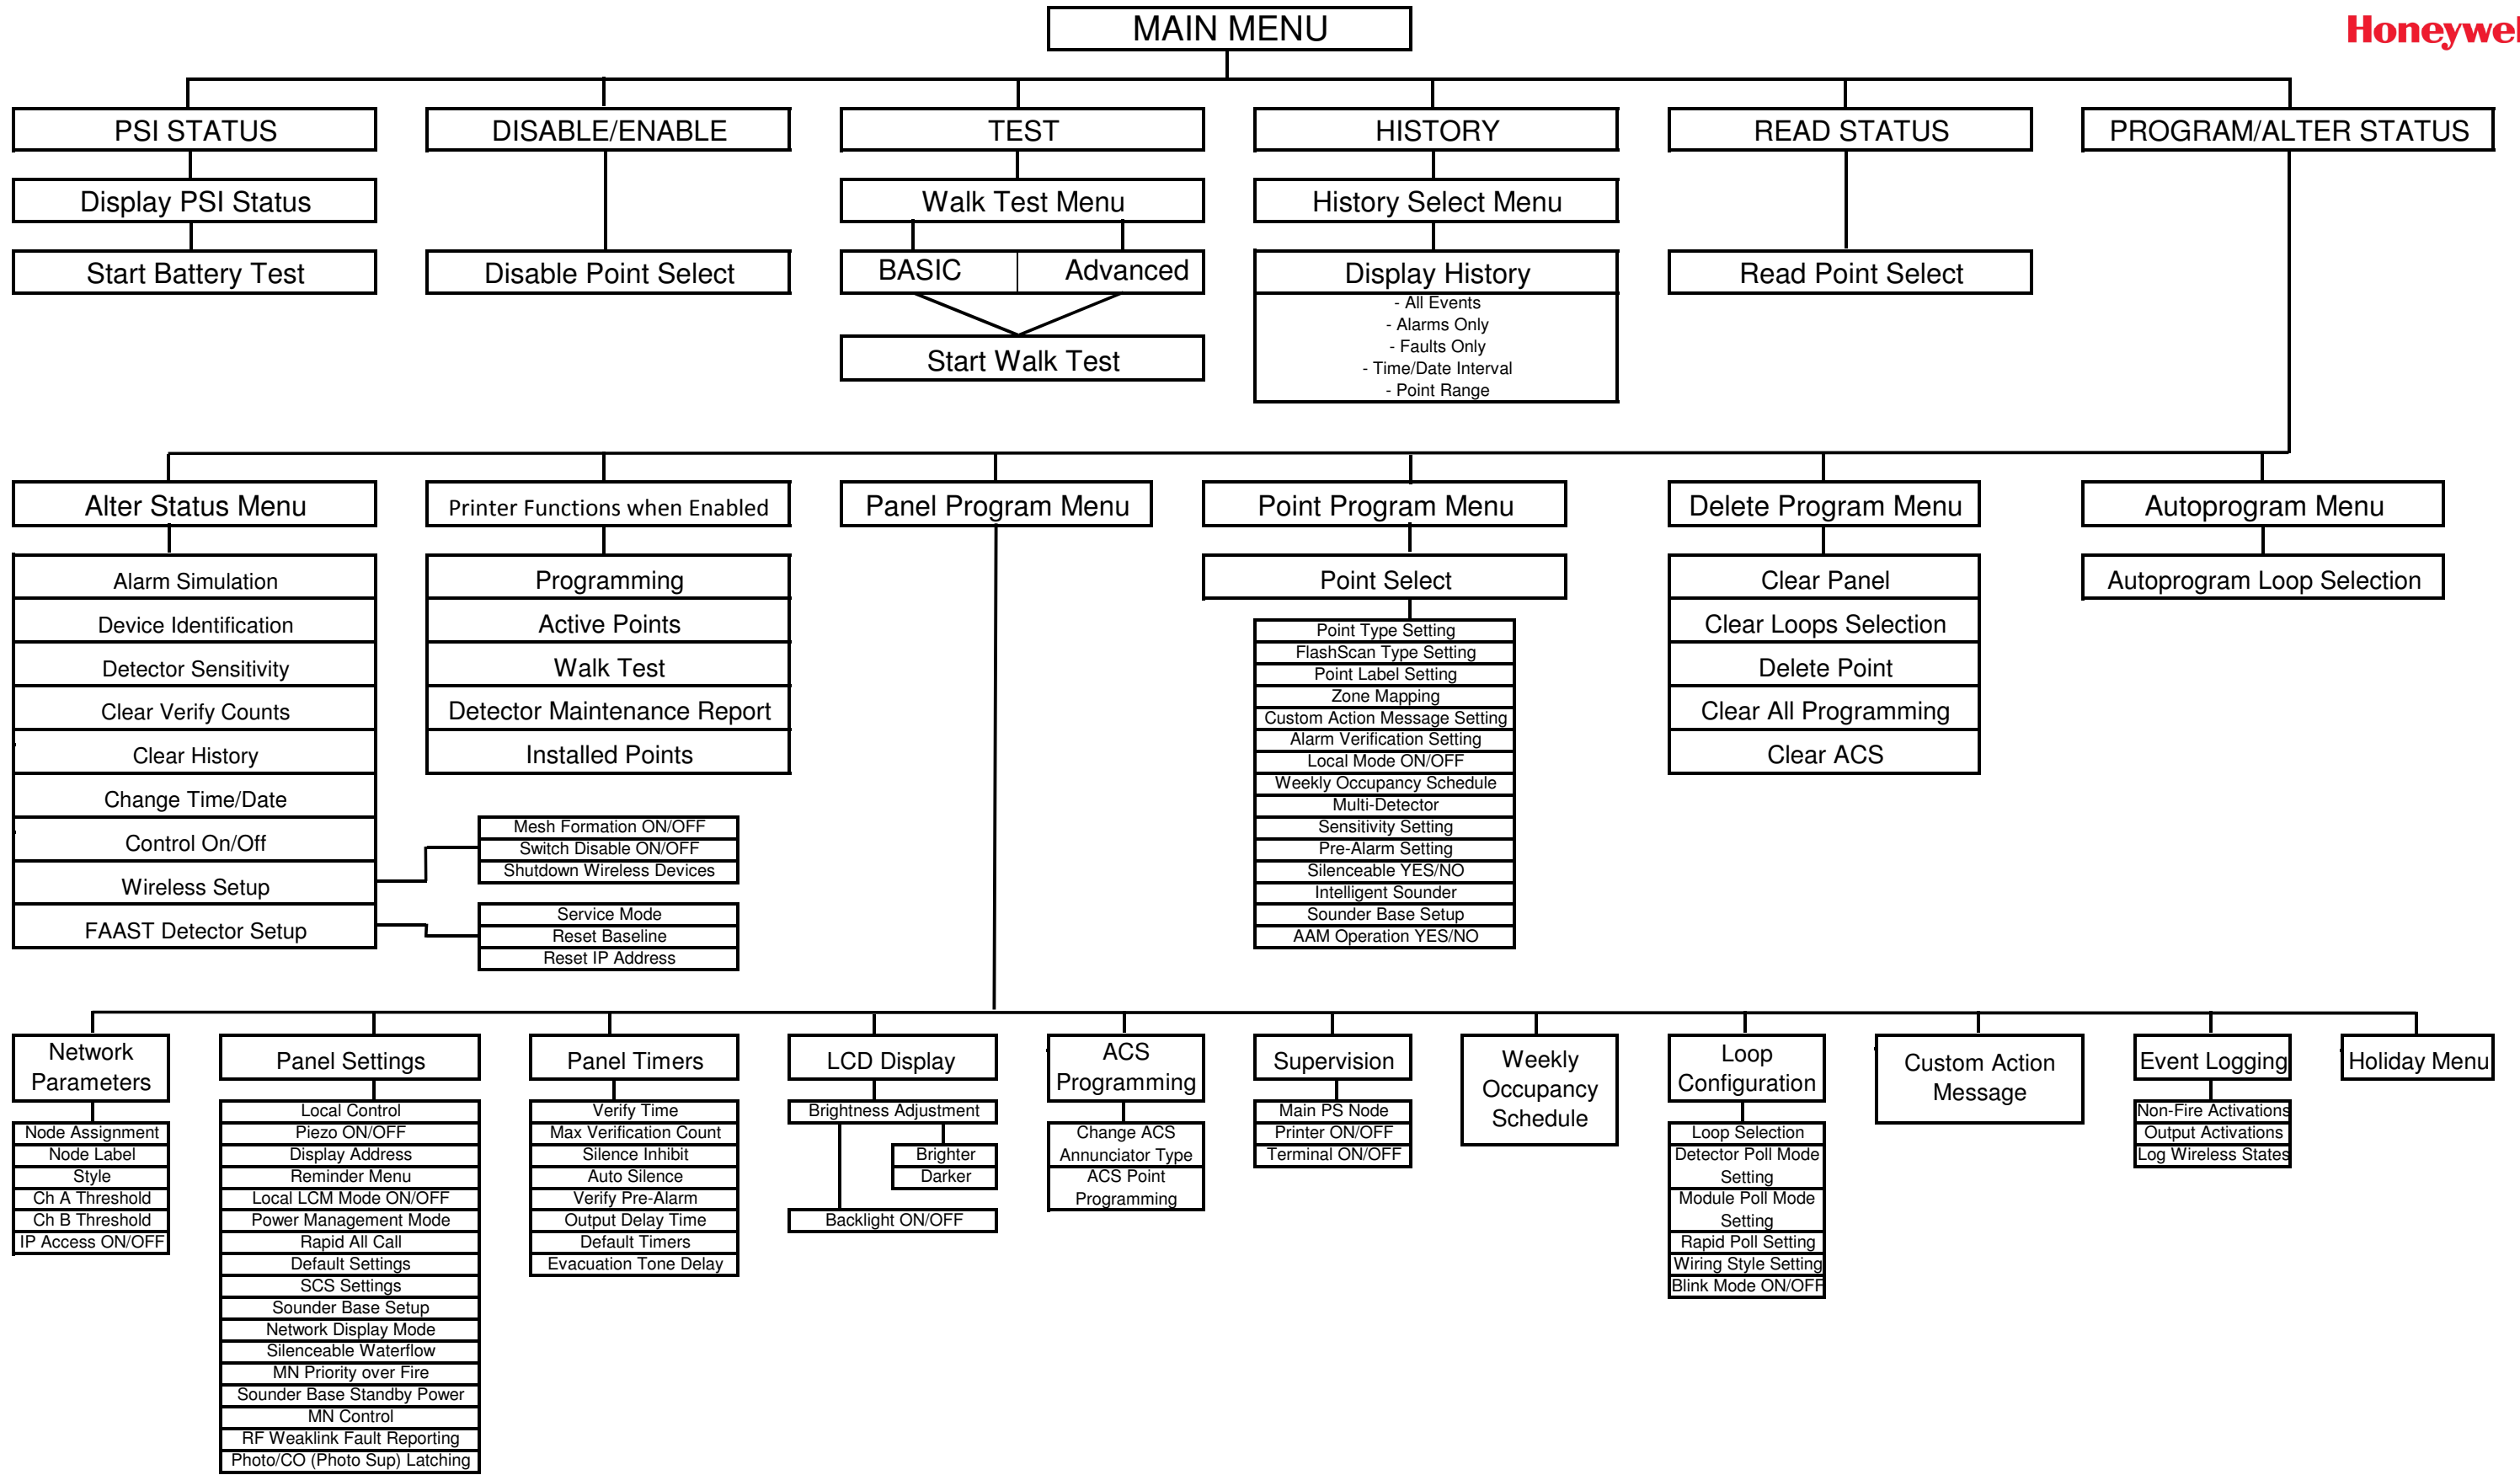 MAIN MENU
Honeywel
PSI STATUS
DISABLE/ENABLE
TEST
HISTORY
READ STATUS
PROGRAM/ALTER STATUS
Display PSI Status
Walk Test Menu
History Select Menu
Start Battery Test
Disable Point Select
BASIC
Advanced
Display History
Read Point Select
- All Events
- Alarms Only
- Faults Only
- Time/Date Interval
- Point Range
Start Walk Test
Alter Status Menu
Printer Functions when Enabled
Panel Program Menu
Point Program Menu
Delete Program Menu
Autoprogram Menu
Alarm Simulation
Device Identification
Detector Sensitivity
Clear Verify Counts
Clear History
Change Time/Date
Control On/Off
Wireless Setup
FAAST Detector Setup
Programming
Active Points
Walk Test
Detector Maintenance Report
Installed Points
Mesh Formation ON/OFF
Switch Disable ON/OFF
Shutdown Wireless Devices
Service Mode
Reset Baseline
Reset IP Address
Point Select
Point Type Setting
FlashScan Type Setting
Point Label Setting
Zone Mapping
Custom Action Message Setting
Alarm Verification Setting
Local Mode ON/OFF
Weekly Occupancy Schedule
Multi-Detector
Sensitivity Setting
Pre-Alarm Setting
Silenceable YES/NO
Intelligent Sounder
Sounder Base Setup
AAM Operation YES/NO
Clear Panel
Clear Loops Selection
Delete Point
Clear All Programming
Clear ACS
Autoprogram Loop Selection
Network
Parameters
Node Assignment
Node Label
Style
Ch A Threshold
Ch B Threshold
IP Access ON/OFF
Panel Settings
Local Control
Piezo ON/OFF
Display Address
Reminder Menu
Local LCM Mode ON/OFF
Power Management Mode
Rapid All Call
Default Settings
SCS Settings
Sounder Base Setup
Network Display Mode
Silenceable Waterflow
MN Priority over Fire
Sounder Base Standby Power
MN Control
RF Weaklink Fault Reporting
Photo/CO (Photo Sup) Latching
Panel Timers
Verify Time
Max Verification Count
Silence Inhibit
Auto Silence
Verify Pre-Alarm
Output Delay Time
Default Timers
Evacuation Tone Delay
LCD Display
Brightness Adjustment
Brighter
Darker
Backlight ON/OFF
ACS
Programming
Change ACS
Annunciator Type
ACS Point
Programming
Supervision
Main PS Node
Printer ON/OFF
Terminal ON/OFF
Weekly
Occupancy
Schedule
Loop
Configuration
Loop Selection
Detector Poll Mode
Setting
Module Poll Mode
Setting
Rapid Poll Setting
Wiring Style Setting
Blink Mode ON/OFF
Custom Action
Message
Event Logging
Non-Fire Activations
Output Activations
Log Wireless States
Holiday Menu